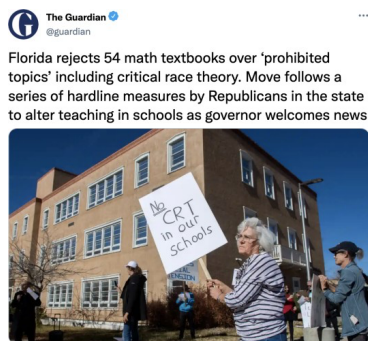 The Guardian
@guardian
Florida rejects 54 math textbooks over ‘prohibited
topics’ including critical race theory. Move follows a
series of hardline measures by Republicans in the state
to alter teaching in schools as governor welcomes news
No
CRT
in our
schools